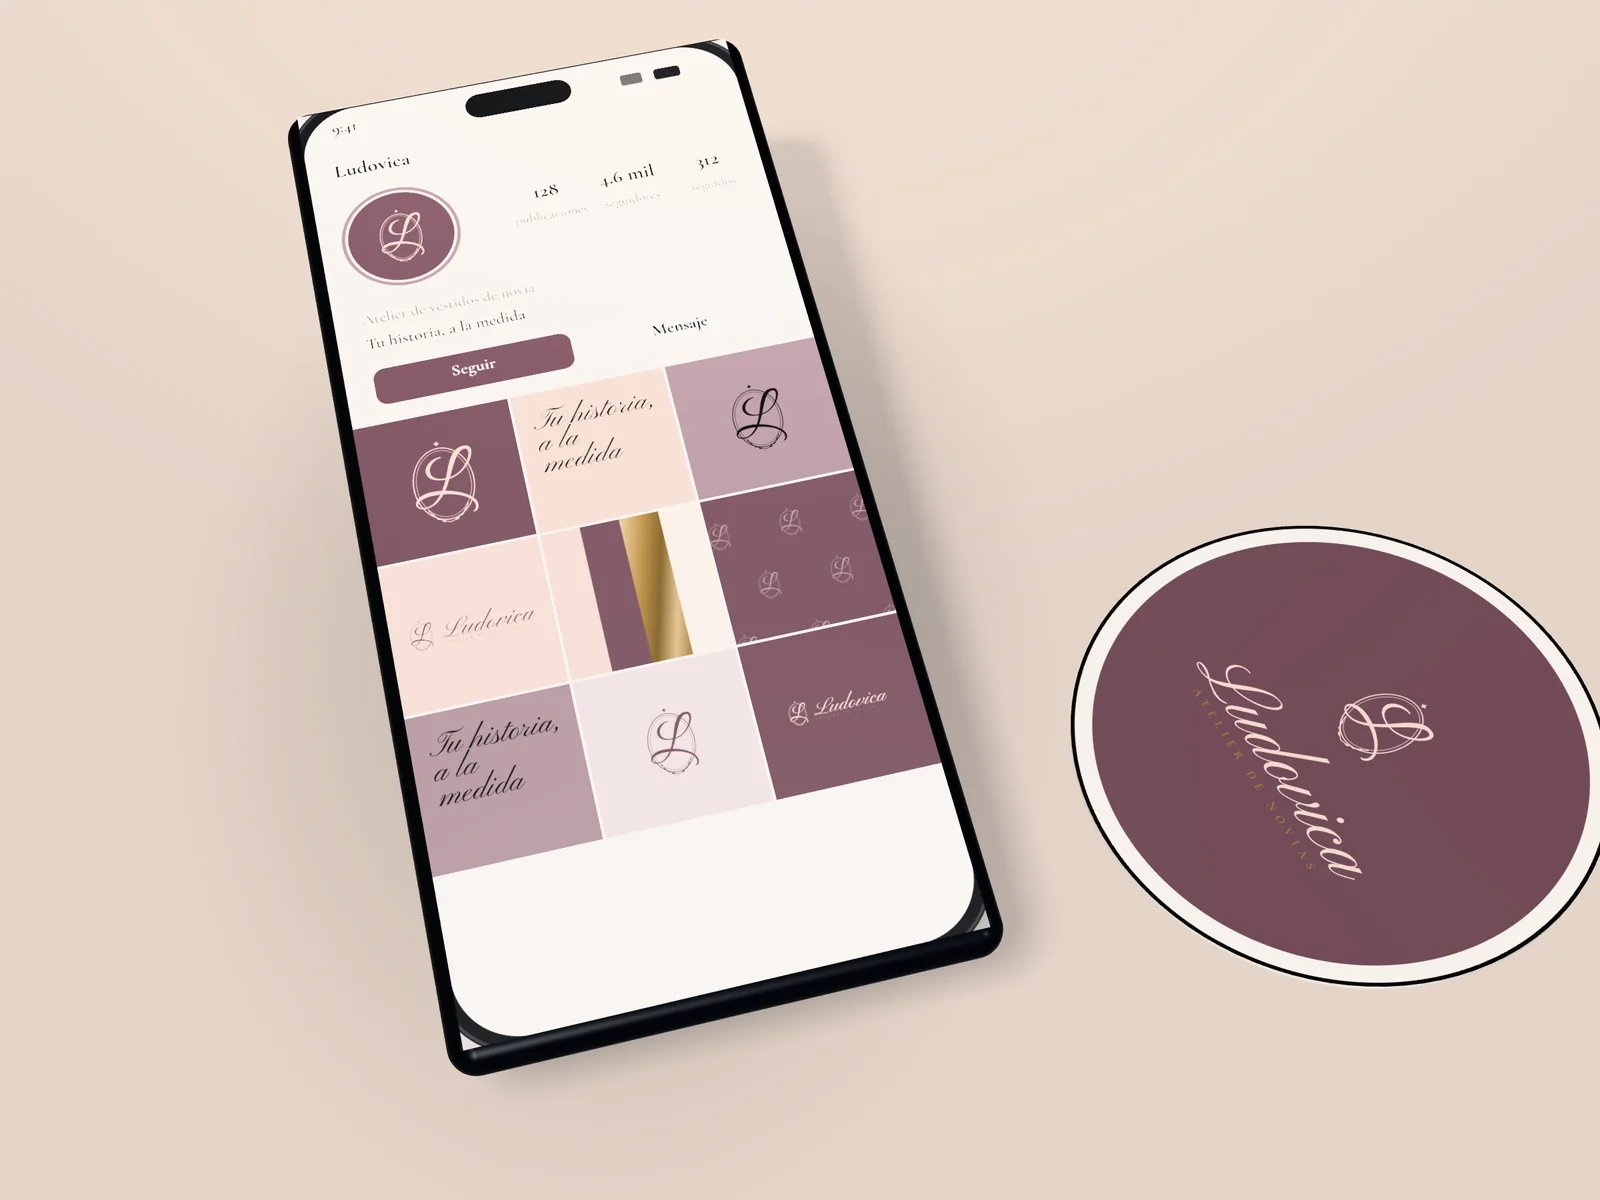 9:41
Ludovica
128
4.6 mil
312
publicaciones
seguidores
seguidos
Atelier de vestidos de novia
Tu historia, a la medida
Seguir
Mensaje
L
L
Tu historia,
a la
medida
L
L Ludovica
L
L
L
L
L
Tu historia,
a la
medida
L
L Ludovica
L
Ludovica
ATELIER DE NOVIAS